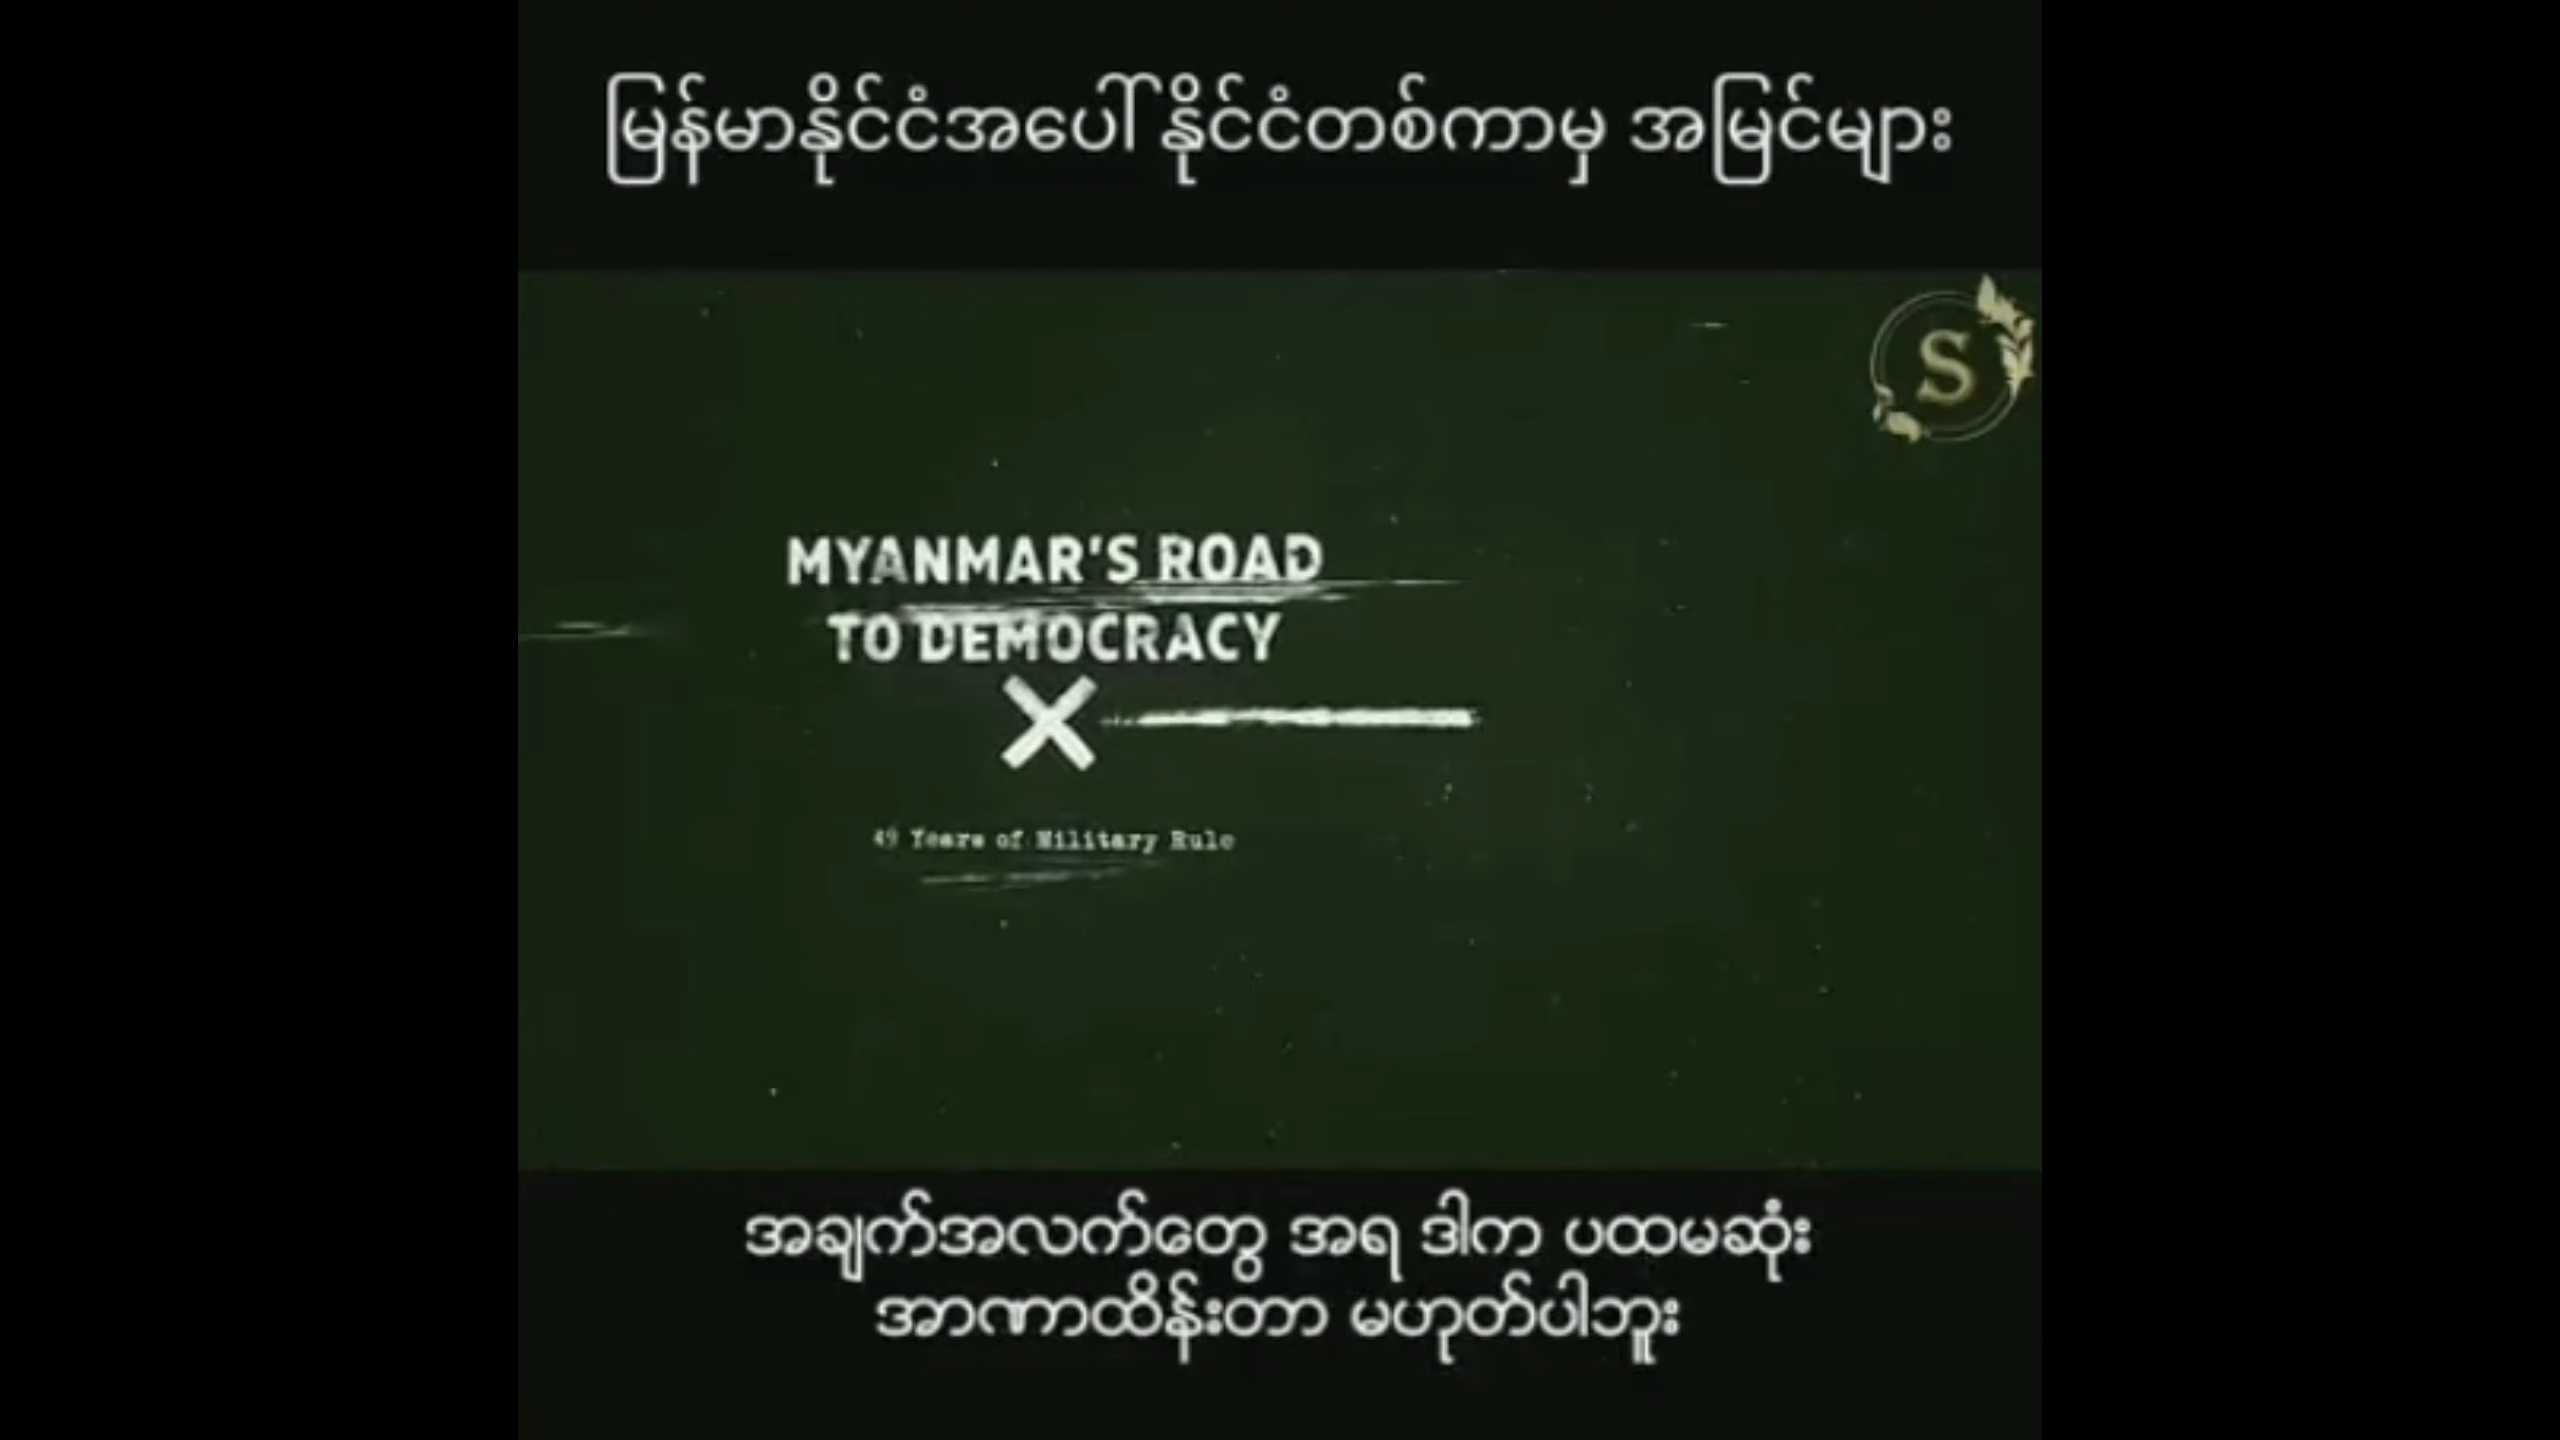 မြန်မာနိုင်ငံအပေါ် နိုင်ငံတစ်ကာမှ အမြင်များ
S
MYANMAR'S ROAD
TO DEMOCRACY
49 Years of Military Rule
အချက်အလက်တွေ အရ ဒါက ပထမဆုံး
အာဏာထိန်းတာ မဟုတ်ပါဘူး